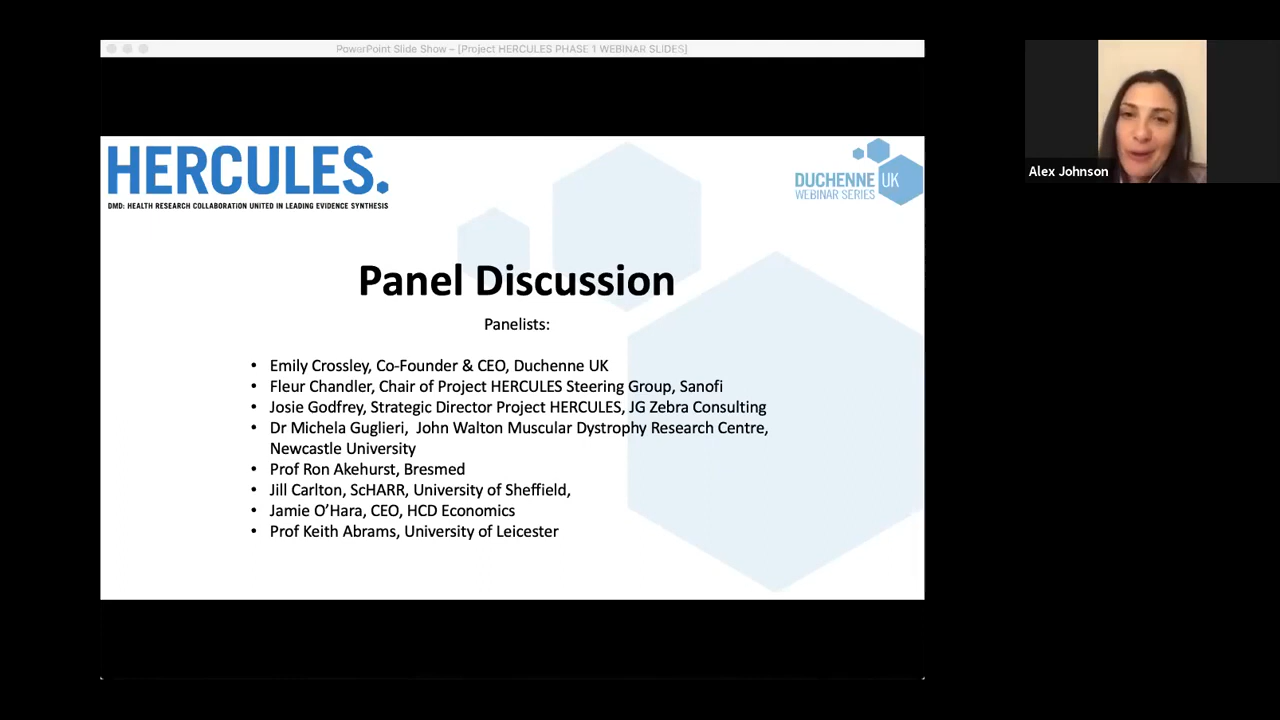 PowerPoint Slide Show – [Project HERCULES PHASE 1 WEBINAR SLIDES]
HERCULES.
DMD: HEALTH RESEARCH COLLABORATION UNITED IN LEADING EVIDENCE SYNTHESIS
DUCHENNE UK
WEBINAR SERIES
Alex Johnson
Panel Discussion
Panelists:
• Emily Crossley, Co-Founder & CEO, Duchenne UK
• Fleur Chandler, Chair of Project HERCULES Steering Group, Sanofi
• Josie Godfrey, Strategic Director Project HERCULES, JG Zebra Consulting
• Dr Michela Guglieri,  John Walton Muscular Dystrophy Research Centre,
Newcastle University
• Prof Ron Akehurst, Bresmed
• Jill Carlton, ScHARR, University of Sheffield,
• Jamie O’Hara, CEO, HCD Economics
• Prof Keith Abrams, University of Leicester